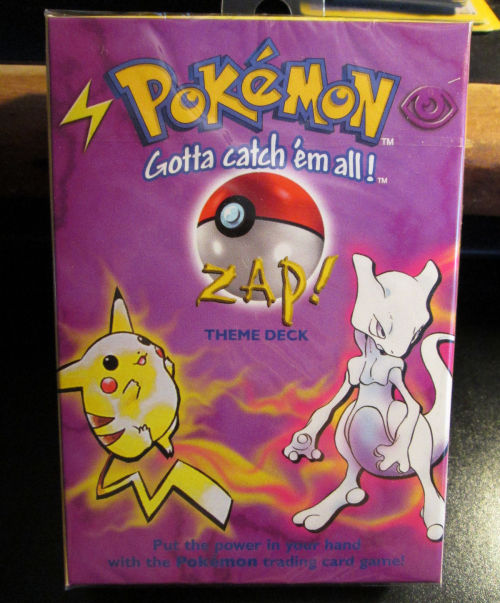 POKéMON
TM
Gotta catch 'em all!
TM
ZAP!
THEME DECK
Put the power in your hand
with the Pokémon trading card game!